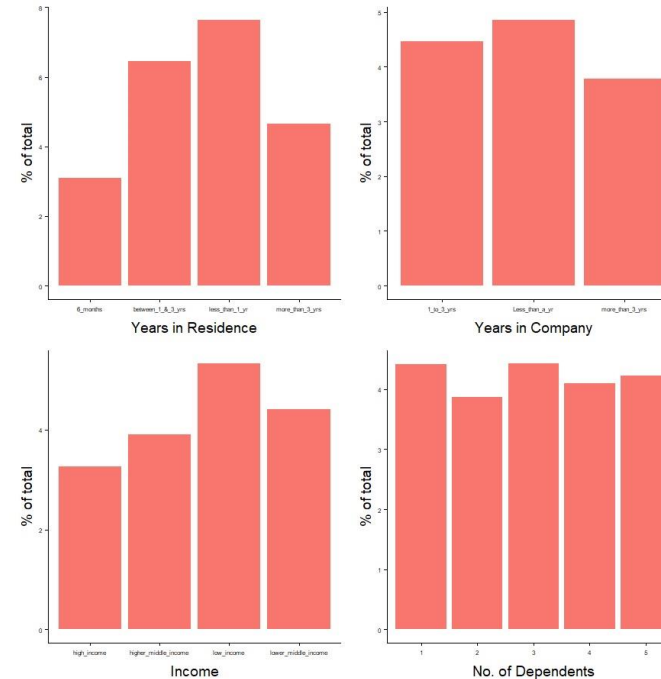 8
6
4
2
0
% of total
6_months between_1_&_3_yrs less_than_1_yr more_than_3_yrs
Years in Residence
5
4
3
2
1
0
% of total
1_to_3_yrs Less_than_a_yr more_than_3_yrs
Years in Company
4
2
0
% of total
high_income higher_middle_income low_income lower_middle_income
Income
4
3
2
1
0
% of total
1 2 3 4 5
No. of Dependents